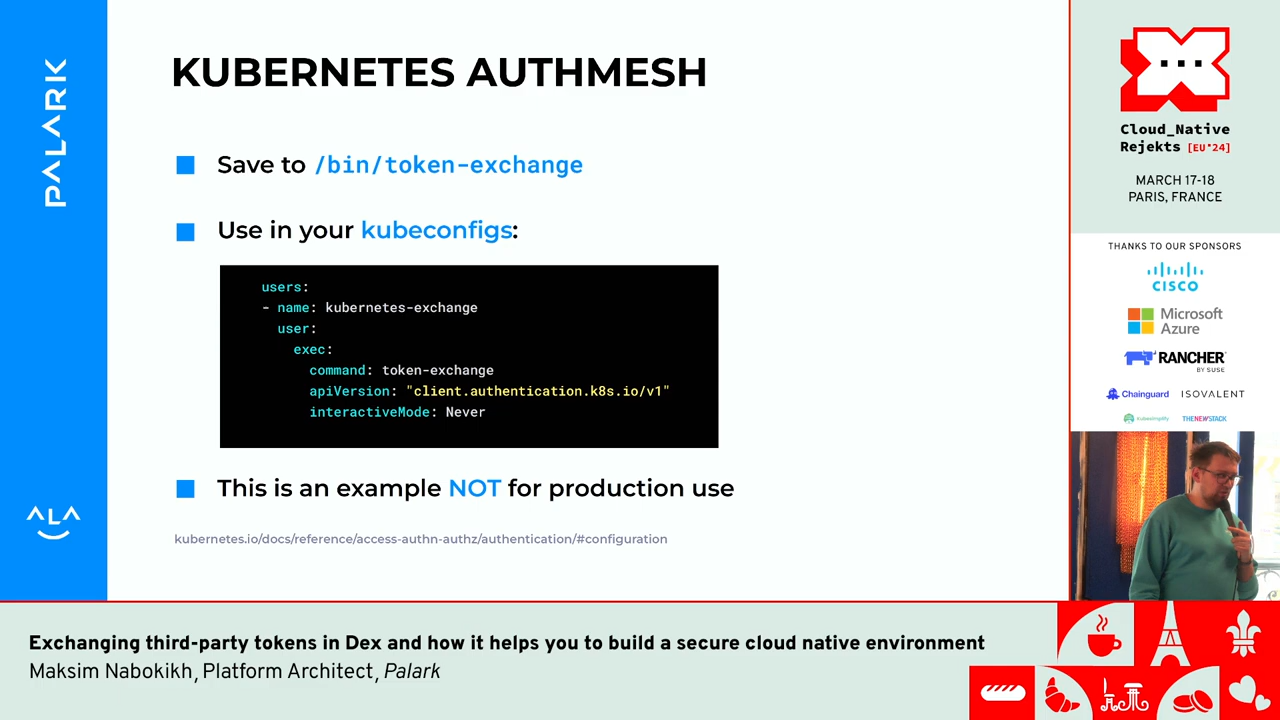 PALARK
KUBERNETES AUTHMESH
Save to /bin/token-exchange
Use in your kubeconfigs:
users:
- name: kubernetes-exchange
user:
exec:
command: token-exchange
apiVersion: "client.authentication.k8s.io/v1"
interactiveMode: Never
This is an example NOT for production use
kubernetes.io/docs/reference/access-authn-authz/authentication/#configuration
Cloud_Native
Rejekts [EU*24]
MARCH 17-18
PARIS, FRANCE
THANKS TO OUR SPONSORS
CISCO
Microsoft
Azure
RANCHER
BY SUSE
Chainguard
ISOVALENT
kubesimplify
THENEWSTACK
Exchanging third-party tokens in Dex and how it helps you to build a secure cloud native environment
Maksim Nabokikh, Platform Architect, Palark